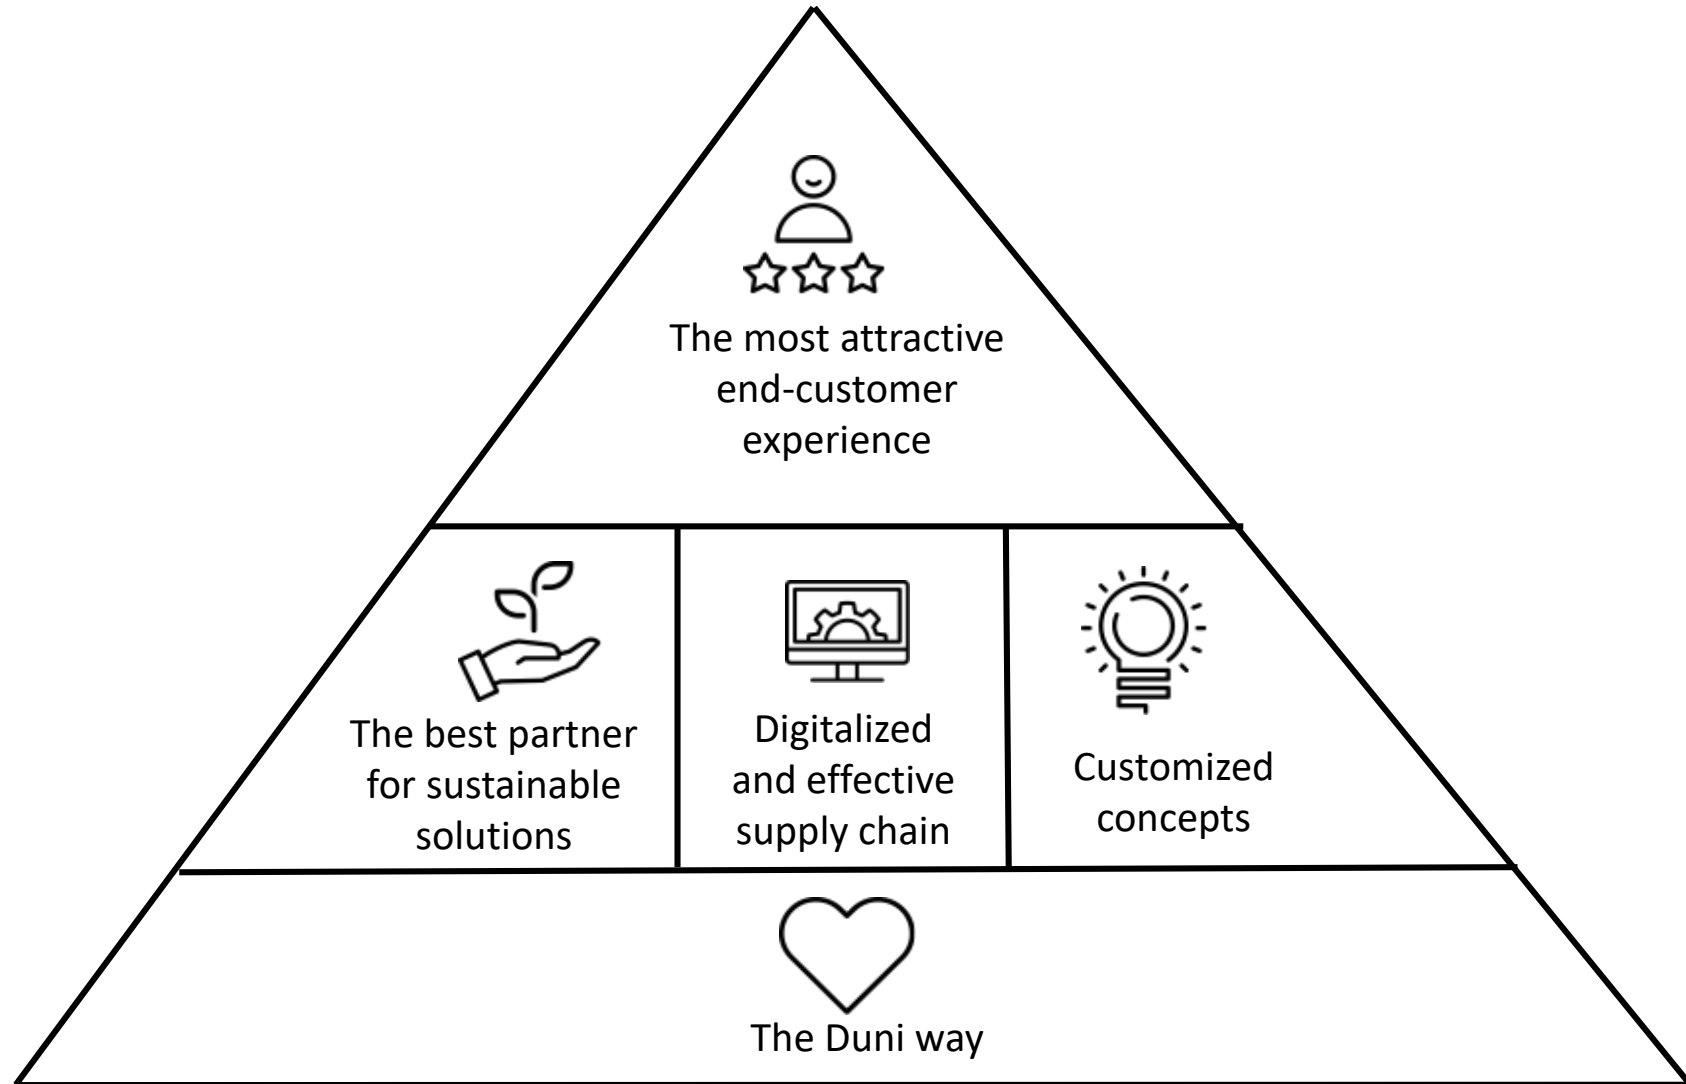 The most attractive
end-customer
experience
The best partner
for sustainable
solutions
Digitalized
and effective
supply chain
Customized
concepts
The Duni way